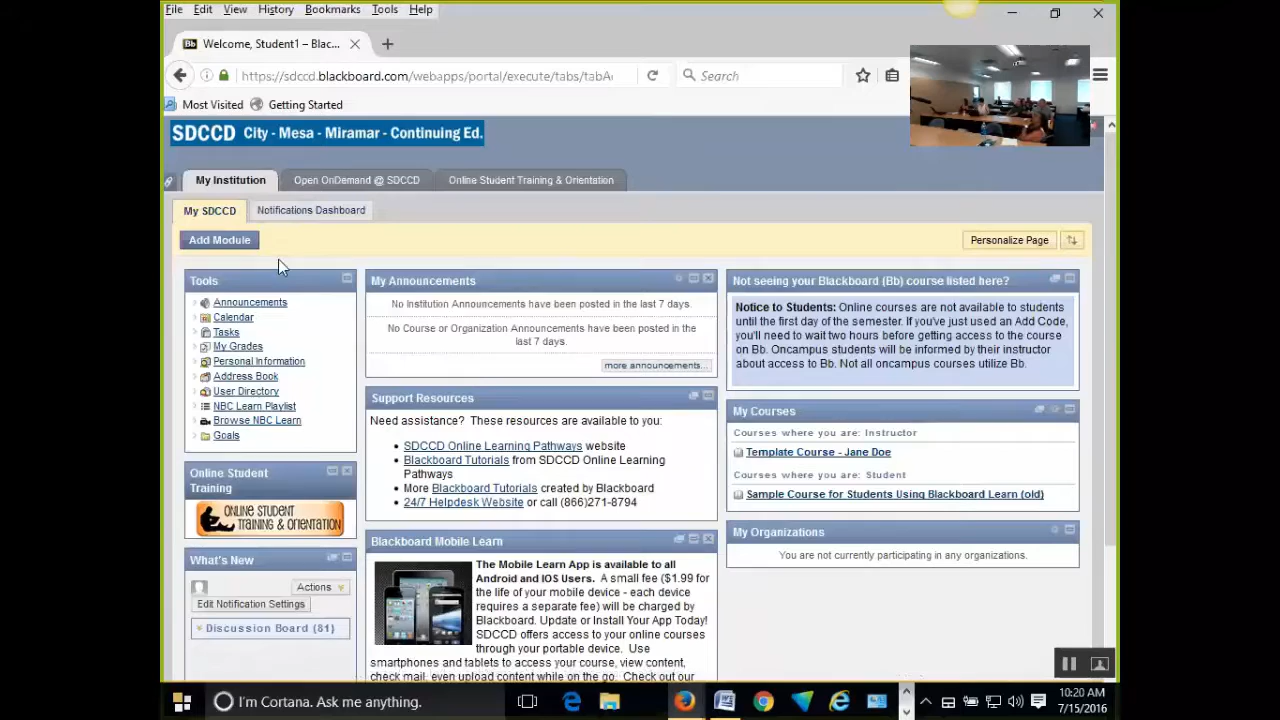 File Edit View History Bookmarks Tools Help
Bb Welcome, Student1 – Blac...
https://sdccd.blackboard.com/webapps/portal/execute/tabs/tabA
Search
Most Visited Getting Started
SDCCD City - Mesa - Miramar - Continuing Ed.
My Institution Open OnDemand @ SDCCD Online Student Training & Orientation
My SDCCD Notifications Dashboard
Add Module Personalize Page
Tools
Announcements
Calendar
Tasks
My Grades
Personal Information
Address Book
User Directory
NBC Learn Playlist
Browse NBC Learn
Goals
Online Student
Training
ONLINE STUDENT
TRAINING & ORIENTATION
What's New
Actions
Edit Notification Settings
Discussion Board (81)
My Announcements
No Institution Announcements have been posted in the last 7 days.
No Course or Organization Announcements have been posted in the
last 7 days.
more announcements...
Support Resources
Need assistance? These resources are available to you:
SDCCD Online Learning Pathways website
Blackboard Tutorials from SDCCD Online Learning
Pathways
More Blackboard Tutorials created by Blackboard
24/7 Helpdesk Website or call (866)271-8794
Blackboard Mobile Learn
The Mobile Learn App is available to all
Android and IOS Users. A small fee ($1.99 for
the life of your mobile device - each device
requires a separate fee) will be charged by
Blackboard. Update or Install Your App Today!
SDCCD offers access to your online courses
through your portable device. Use
smartphones and tablets to access your course, view content,
check mail, even upload content while on the go. Check out our
Not seeing your Blackboard (Bb) course listed here?
Notice to Students: Online courses are not available to students
until the first day of the semester. If you've just used an Add Code,
you'll need to wait two hours before getting access to the course
on Bb. Oncampus students will be informed by their instructor
about access to Bb. Not all oncampus courses utilize Bb.
My Courses
Courses where you are: Instructor
Template Course - Jane Doe
Courses where you are: Student
Sample Course for Students Using Blackboard Learn (old)
My Organizations
You are not currently participating in any organizations.
I'm Cortana. Ask me anything.
10:20 AM
7/15/2016